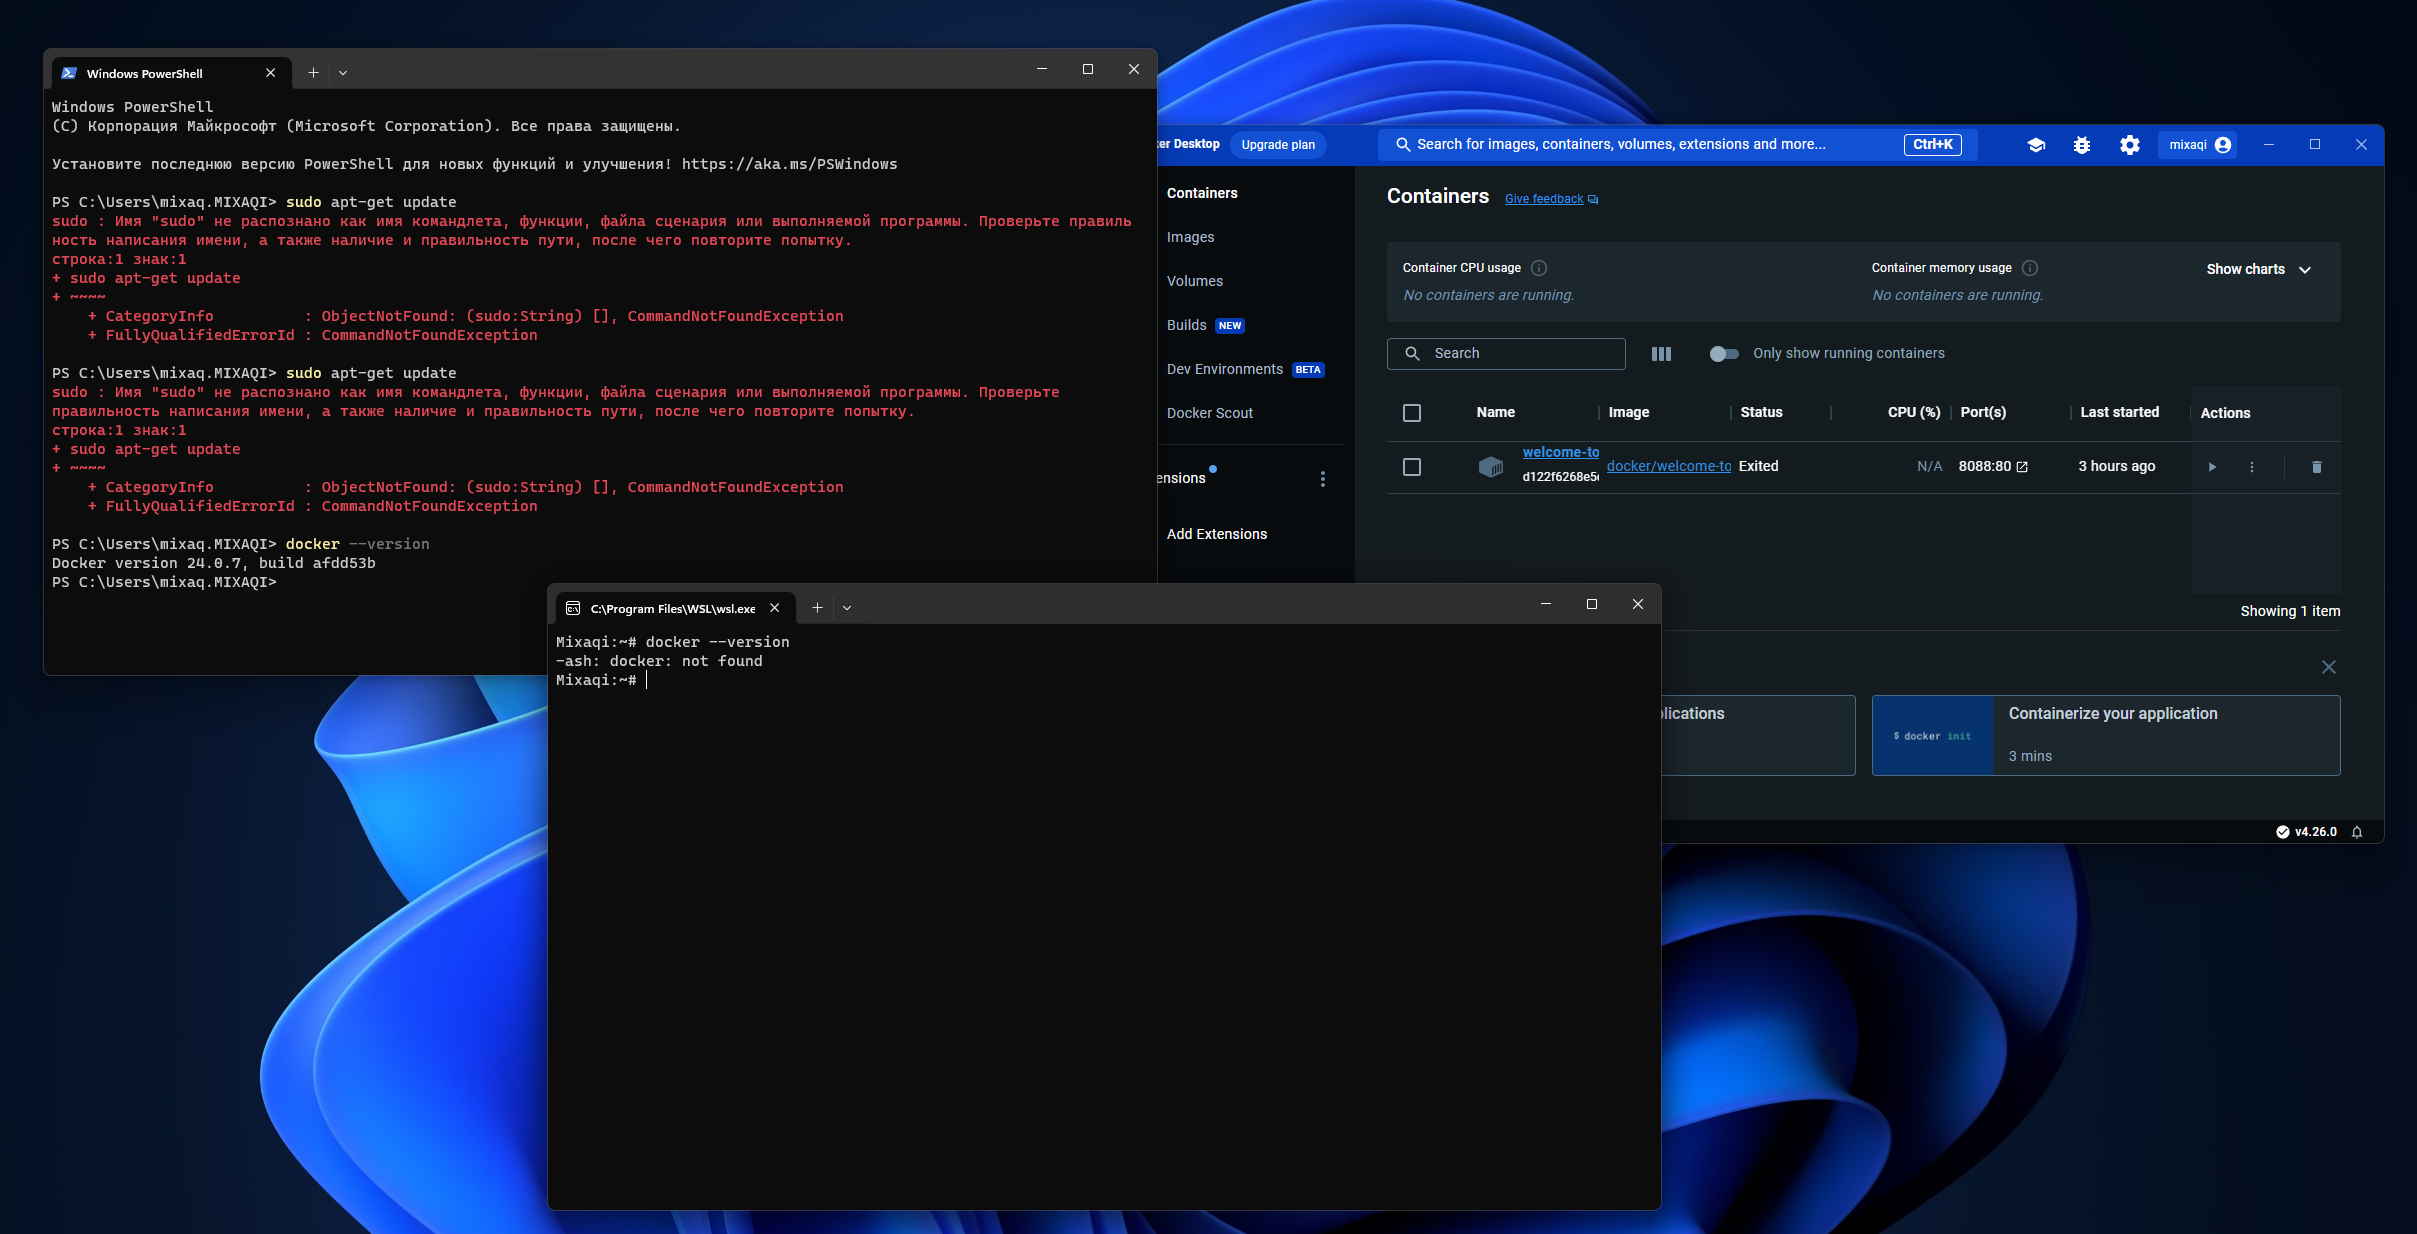 Windows PowerShell
Windows PowerShell
(C) Корпорация Майкрософт (Microsoft Corporation). Все права защищены.
Установите последнюю версию PowerShell для новых функций и улучшения! https://aka.ms/PSWindows
PS C:\Users\mixaq.MIXAQI> sudo apt-get update
sudo : Имя "sudo" не распознано как имя командлета, функции, файла сценария или выполняемой программы. Проверьте правиль
ность написания имени, а также наличие и правильность пути, после чего повторите попытку.
строка:1 знак:1
+ sudo apt-get update
+ ~~~~
    + CategoryInfo          : ObjectNotFound: (sudo:String) [], CommandNotFoundException
    + FullyQualifiedErrorId : CommandNotFoundException
PS C:\Users\mixaq.MIXAQI> sudo apt-get update
sudo : Имя "sudo" не распознано как имя командлета, функции, файла сценария или выполняемой программы. Проверьте
правильность написания имени, а также наличие и правильность пути, после чего повторите попытку.
строка:1 знак:1
+ sudo apt-get update
+ ~~~~
    + CategoryInfo          : ObjectNotFound: (sudo:String) [], CommandNotFoundException
    + FullyQualifiedErrorId : CommandNotFoundException
PS C:\Users\mixaq.MIXAQI> docker --version
Docker version 24.0.7, build afdd53b
PS C:\Users\mixaq.MIXAQI>
C:\Program Files\WSL\wsl.exe
Mixaqi:~# docker --version
-ash: docker: not found
Mixaqi:~#
er Desktop Upgrade plan
Search for images, containers, volumes, extensions and more... Ctrl+K
mixaqi
Containers
Images
Volumes
Builds NEW
Dev Environments BETA
Docker Scout
ensions
Add Extensions
Containers Give feedback
Container CPU usage
No containers are running.
Container memory usage
No containers are running.
Show charts
Search
Only show running containers
Name Image Status CPU (%) Port(s) Last started Actions
welcome-to
d122f6268e5
docker/welcome-to Exited N/A 8088:80 3 hours ago
Showing 1 item
lications
$ docker init
Containerize your application
3 mins
v4.26.0